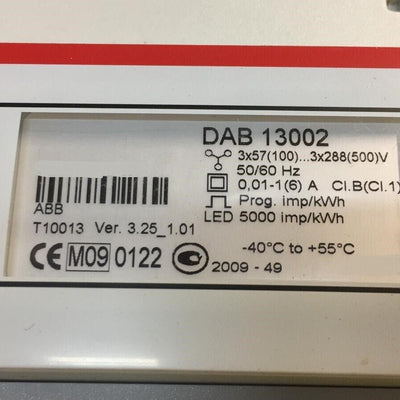 DAB 13002
3x57(100)...3x288(500)V
50/60 Hz
0,01-1(6) A Cl.B(Cl.1)
Prog. imp/kWh
LED 5000 imp/kWh
ABB
T10013 Ver. 3.25_1.01
-40°C to +55°C
CE M09 0122
2009 - 49